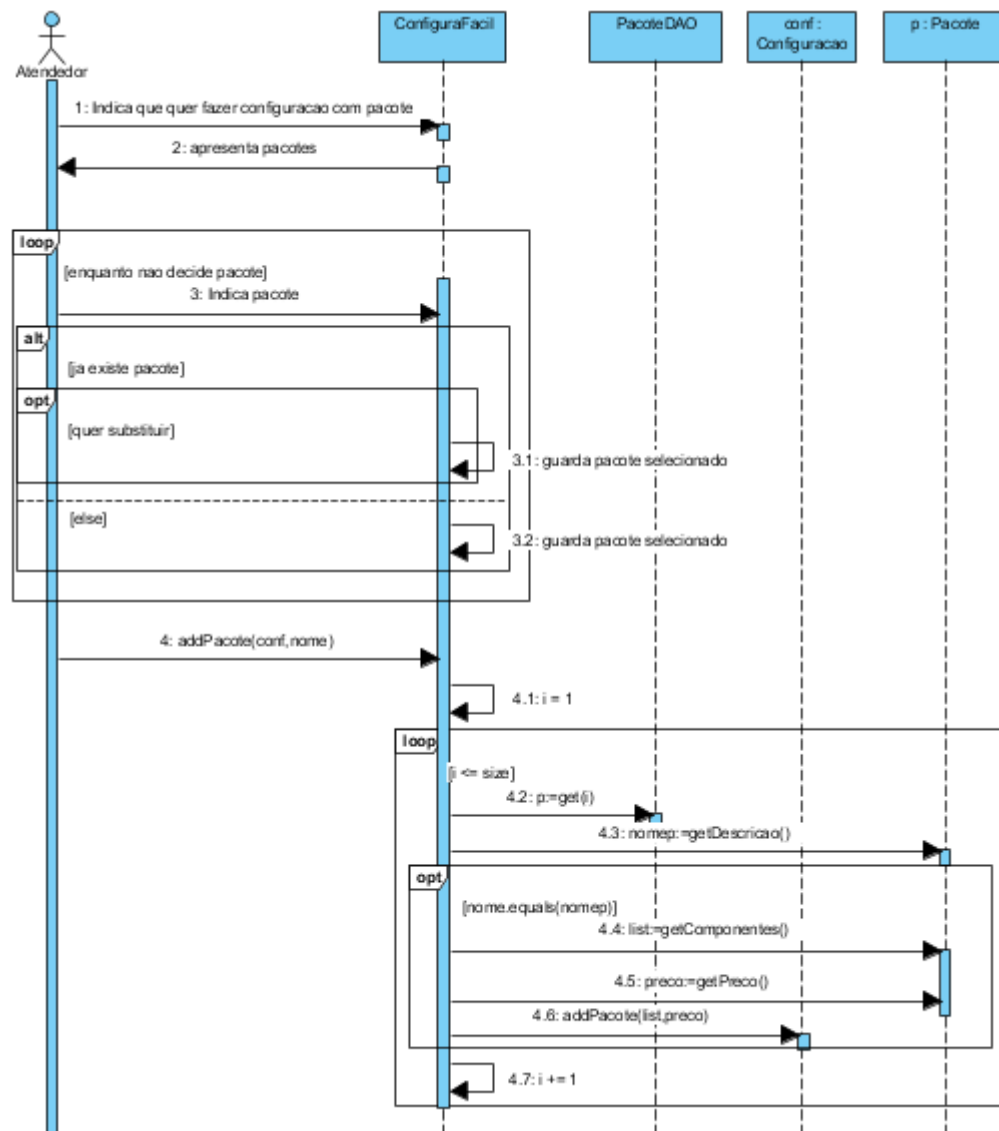 ConfiguraFacil
PacoteDAO
conf :
Configuracao
p : Pacote
Atendedor
1: Indica que quer fazer configuracao com pacote
2: apresenta pacotes
loop
[enquanto nao decide pacote]
3: Indica pacote
alt
[ja existe pacote]
opt
[quer substituir]
3.1: guarda pacote selecionado
[else]
3.2: guarda pacote selecionado
4: addPacote(conf,nome)
4.1: i = 1
loop
[i <= size]
4.2: p:=get(i)
4.3: nomep:=getDescricao()
opt
[nome.equals(nomep)]
4.4: list:=getComponentes()
4.5: preco:=getPreco()
4.6: addPacote(list,preco)
4.7: i += 1